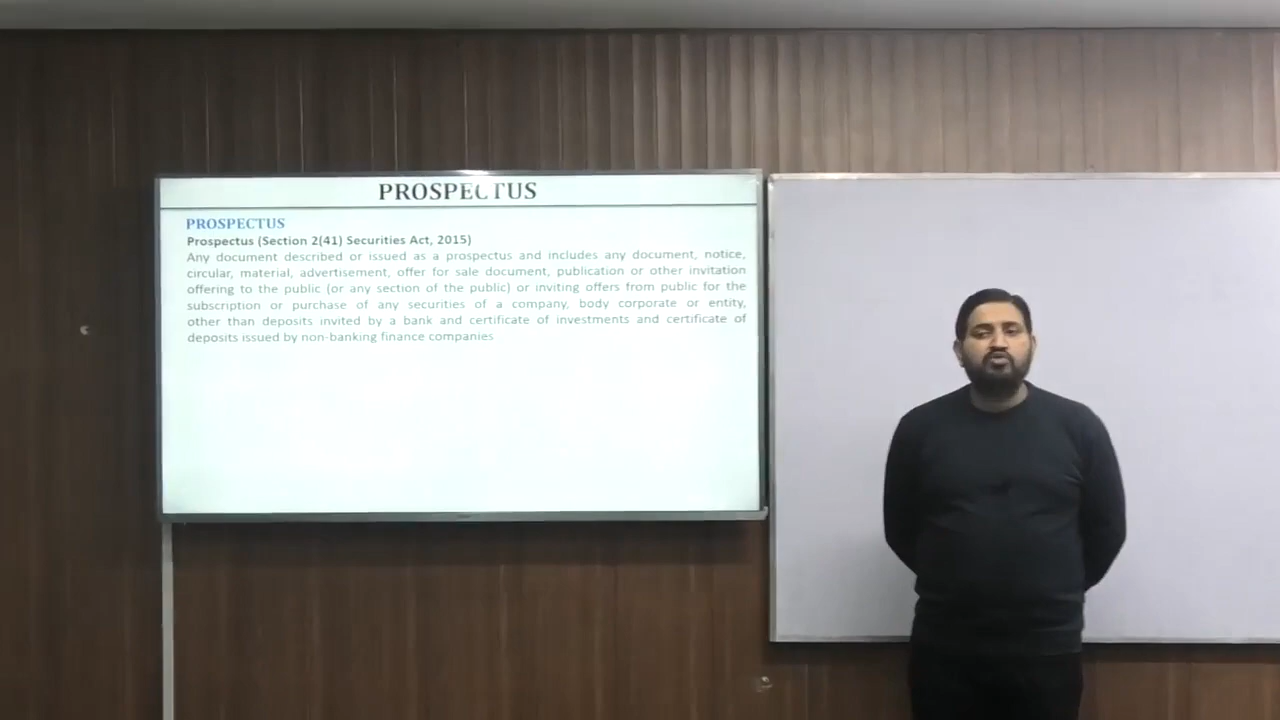 PROSPECTUS
PROSPECTUS
Prospectus (Section 2(41) Securities Act, 2015)
Any document described or issued as a prospectus and includes any document, notice,
circular, material, advertisement, offer for sale document, publication or other invitation
offering to the public (or any section of the public) or inviting offers from public for the
subscription or purchase of any securities of a company, body corporate or entity,
other than deposits invited by a bank and certificate of investments and certificate of
deposits issued by non-banking finance companies